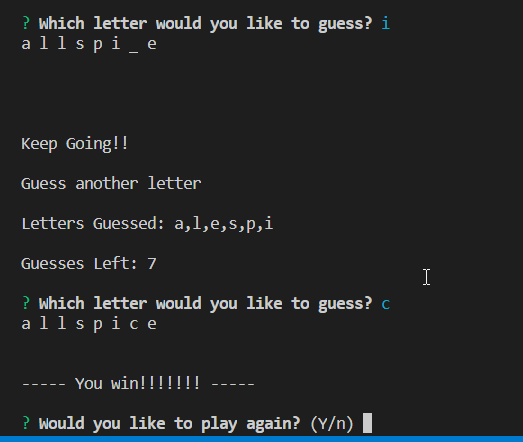 ? Which letter would you like to guess? i
a l l s p i _ e
Keep Going!!
Guess another letter
Letters Guessed: a,l,e,s,p,i
Guesses Left: 7
? Which letter would you like to guess? c
a l l s p i c e
----- You win!!!!!!! -----
? Would you like to play again? (Y/n)